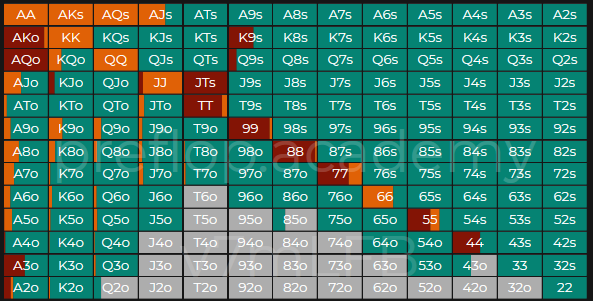 AA AKs AQs AJs ATs A9s A8s A7s A6s A5s A4s A3s A2s
AKo KK KQs KJs KTs K9s K8s K7s K6s K5s K4s K3s K2s
AQo KQo QQ QJs QTs Q9s Q8s Q7s Q6s Q5s Q4s Q3s Q2s
AJo KJo QJo JJ JTs J9s J8s J7s J6s J5s J4s J3s J2s
ATo KTo QTo JTo TT T9s T8s T7s T6s T5s T4s T3s T2s
A9o K9o Q9o J9o T9o 99 98s 97s 96s 95s 94s 93s 92s
A8o K8o Q8o J8o T8o 98o 88 87s 86s 85s 84s 83s 82s
preflop.academy
A7o K7o Q7o J7o T7o 97o 87o 77 76s 75s 74s 73s 72s
A6o K6o Q6o J6o T6o 96o 86o 76o 66 65s 64s 63s 62s
A5o K5o Q5o J5o T5o 95o 85o 75o 65o 55 54s 53s 52s
A4o K4o Q4o J4o T4o 94o 84o 74o 64o 54o 44 43s 42s
A3o K3o Q3o J3o T3o 93o 83o 73o 63o 53o 43o 33 32s
A2o K2o Q2o J2o T2o 92o 82o 72o 62o 52o 42o 32o 22